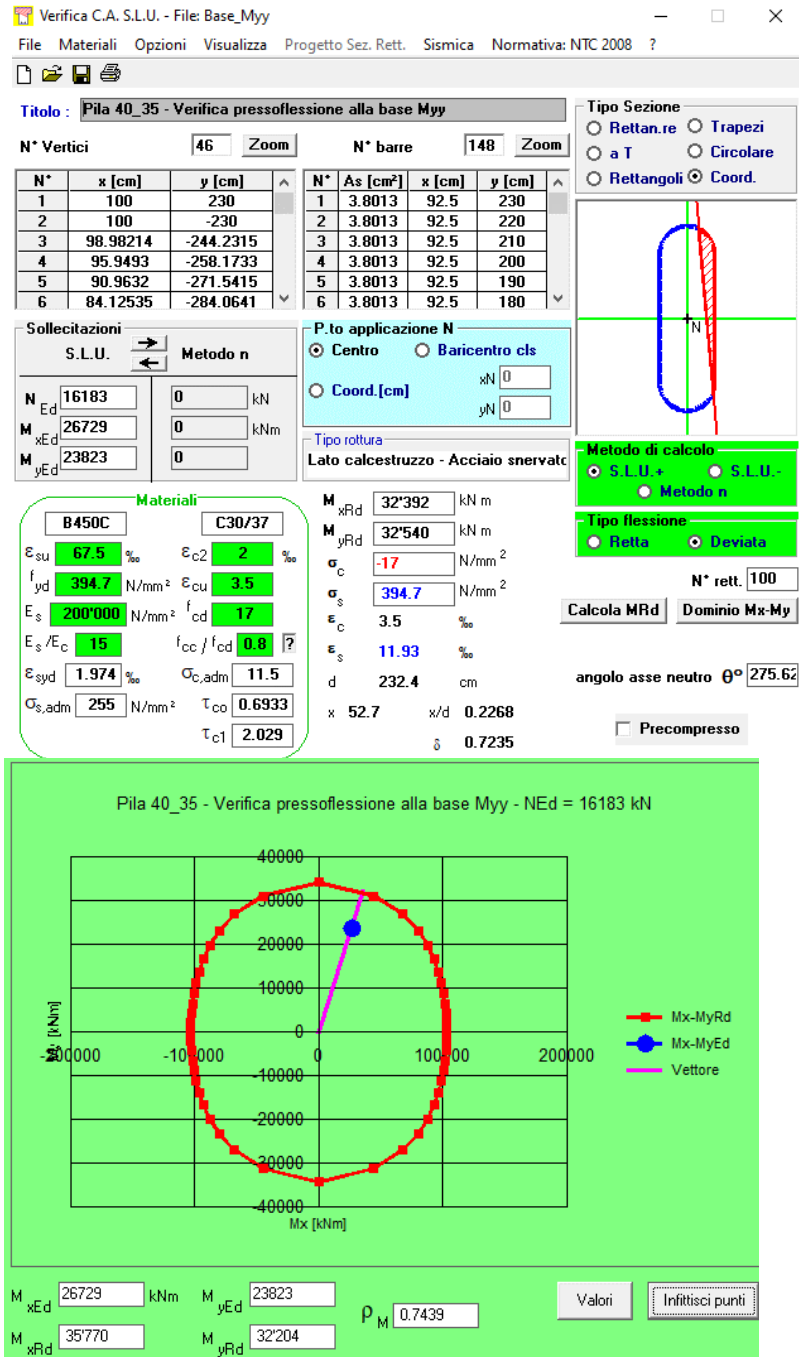 Verifica C.A. S.L.U. - File: Base_Myy
File Materiali Opzioni Visualizza Progetto Sez. Rett. Sismica Normativa: NTC 2008 ?
Titolo : Pila 40_35 - Verifica pressoflessione alla base Myy
N° Vertici 46 Zoom N° barre 148 Zoom
N° x [cm] y [cm] N° As [cm²] x [cm] y [cm]
1 100 230 1 3.8013 92.5 230
2 100 -230 2 3.8013 92.5 220
3 98.98214 -244.2315 3 3.8013 92.5 210
4 95.9493 -258.1733 4 3.8013 92.5 200
5 90.9632 -271.5415 5 3.8013 92.5 190
6 84.12535 -284.0641 6 3.8013 92.5 180
Tipo Sezione
Rettan.re Trapezi
a T Circolare
Rettangoli Coord.
N
Sollecitazioni
S.L.U. Metodo n
N Ed 16183 0 kN
M xEd 26729 0 kNm
M yEd 23823 0
P.to applicazione N
Centro Baricentro cls
Coord.[cm] xN 0
yN 0
Tipo rottura
Lato calcestruzzo - Acciaio snervato
Metodo di calcolo
S.L.U.+ S.L.U.-
Metodo n
Tipo flessione
Retta Deviata
N° rett. 100
Calcola MRd Dominio Mx-My
angolo asse neutro θ° 275.62
Precompresso
Materiali
B450C C30/37
εsu 67.5 ‰ εc2 2 ‰
fyd 394.7 N/mm² εcu 3.5
Es 200'000 N/mm² fcd 17
Es/Ec 15 fcc / fcd 0.8 ?
εsyd 1.974 ‰ σc,adm 11.5
σs,adm 255 N/mm² τco 0.6933
τc1 2.029
M xRd 32'392 kN m
M yRd 32'540 kN m
σc -17 N/mm²
σs 394.7 N/mm²
εc 3.5 ‰
εs 11.93 ‰
d 232.4 cm
x 52.7 x/d 0.2268
δ 0.7235
Pila 40_35 - Verifica pressoflessione alla base Myy - NEd = 16183 kN
40000
30000
20000
10000
0
-200000 -100000 0 100000 200000
-10000
-20000
-30000
-40000
My [kNm]
Mx [kNm]
Mx-MyRd
Mx-MyEd
Vettore
M xEd 26729 kNm M yEd 23823
ρM 0.7439
M xRd 35'770 M yRd 32'204
Valori Infittisci punti